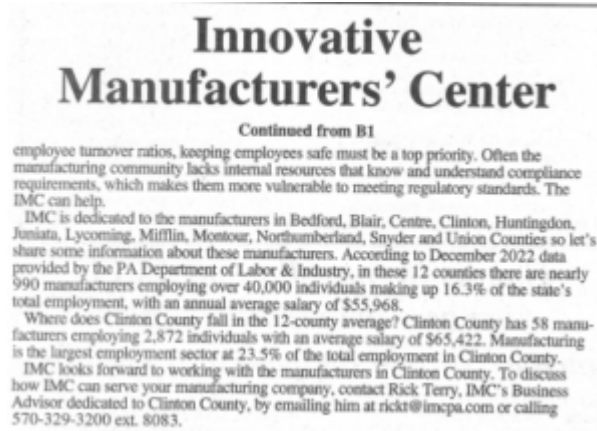 Innovative
Manufacturers' Center
Continued from B1
employee turnover ratios, keeping employees safe must be a top priority. Often the
manufacturing community lacks internal resources that know and understand compliance
requirements, which makes them more vulnerable to meeting regulatory standards. The
IMC can help.
IMC is dedicated to the manufacturers in Bedford, Blair, Centre, Clinton, Huntingdon,
Juniata, Lycoming, Mifflin, Montour, Northumberland, Snyder and Union Counties so let's
share some information about these manufacturers. According to December 2022 data
provided by the PA Department of Labor & Industry, in these 12 counties there are nearly
990 manufacturers employing over 40,000 individuals making up 16.3% of the state's
total employment, with an annual average salary of $55,968.
Where does Clinton County fall in the 12-county average? Clinton County has 58 manu-
facturers employing 2,872 individuals with an average salary of $65,422. Manufacturing
is the largest employment sector at 23.5% of the total employment in Clinton County.
IMC looks forward to working with the manufacturers in Clinton County. To discuss
how IMC can serve your manufacturing company, contact Rick Terry, IMC's Business
Advisor dedicated to Clinton County, by emailing him at rickt@imcpa.com or calling
570-329-3200 ext. 8083.